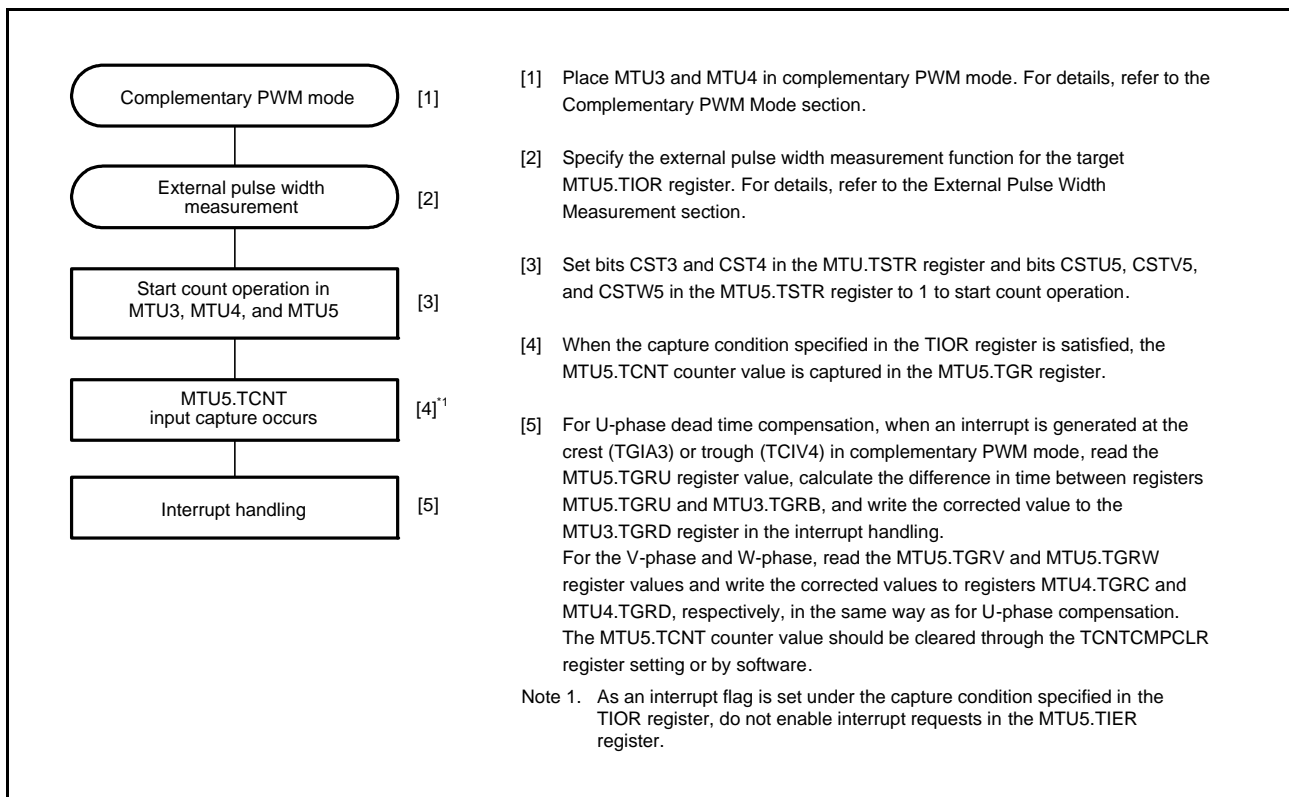 Complementary PWM mode
[1]
External pulse width
measurement
[2]
Start count operation in
MTU3, MTU4, and MTU5
[3]
MTU5.TCNT
input capture occurs
[4]*1
Interrupt handling
[5]
[1] Place MTU3 and MTU4 in complementary PWM mode. For details, refer to the
Complementary PWM Mode section.
[2] Specify the external pulse width measurement function for the target
MTU5.TIOR register. For details, refer to the External Pulse Width
Measurement section.
[3] Set bits CST3 and CST4 in the MTU.TSTR register and bits CSTU5, CSTV5,
and CSTW5 in the MTU5.TSTR register to 1 to start count operation.
[4] When the capture condition specified in the TIOR register is satisfied, the
MTU5.TCNT counter value is captured in the MTU5.TGR register.
[5] For U-phase dead time compensation, when an interrupt is generated at the
crest (TGIA3) or trough (TCIV4) in complementary PWM mode, read the
MTU5.TGRU register value, calculate the difference in time between registers
MTU5.TGRU and MTU3.TGRB, and write the corrected value to the
MTU3.TGRD register in the interrupt handling.
For the V-phase and W-phase, read the MTU5.TGRV and MTU5.TGRW
register values and write the corrected values to registers MTU4.TGRC and
MTU4.TGRD, respectively, in the same way as for U-phase compensation.
The MTU5.TCNT counter value should be cleared through the TCNTCMPCLR
register setting or by software.
Note 1. As an interrupt flag is set under the capture condition specified in the
TIOR register, do not enable interrupt requests in the MTU5.TIER
register.